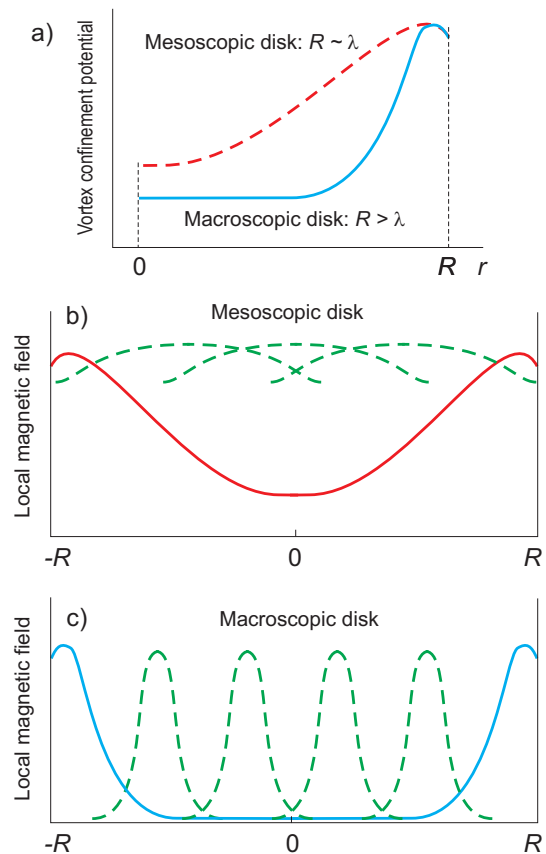 a)
Vortex confinement potential
Mesoscopic disk: R ~ λ
Macroscopic disk: R > λ
0
R
r
b)
Mesoscopic disk
Local magnetic field
-R
0
R
c)
Macroscopic disk
Local magnetic field
-R
0
R